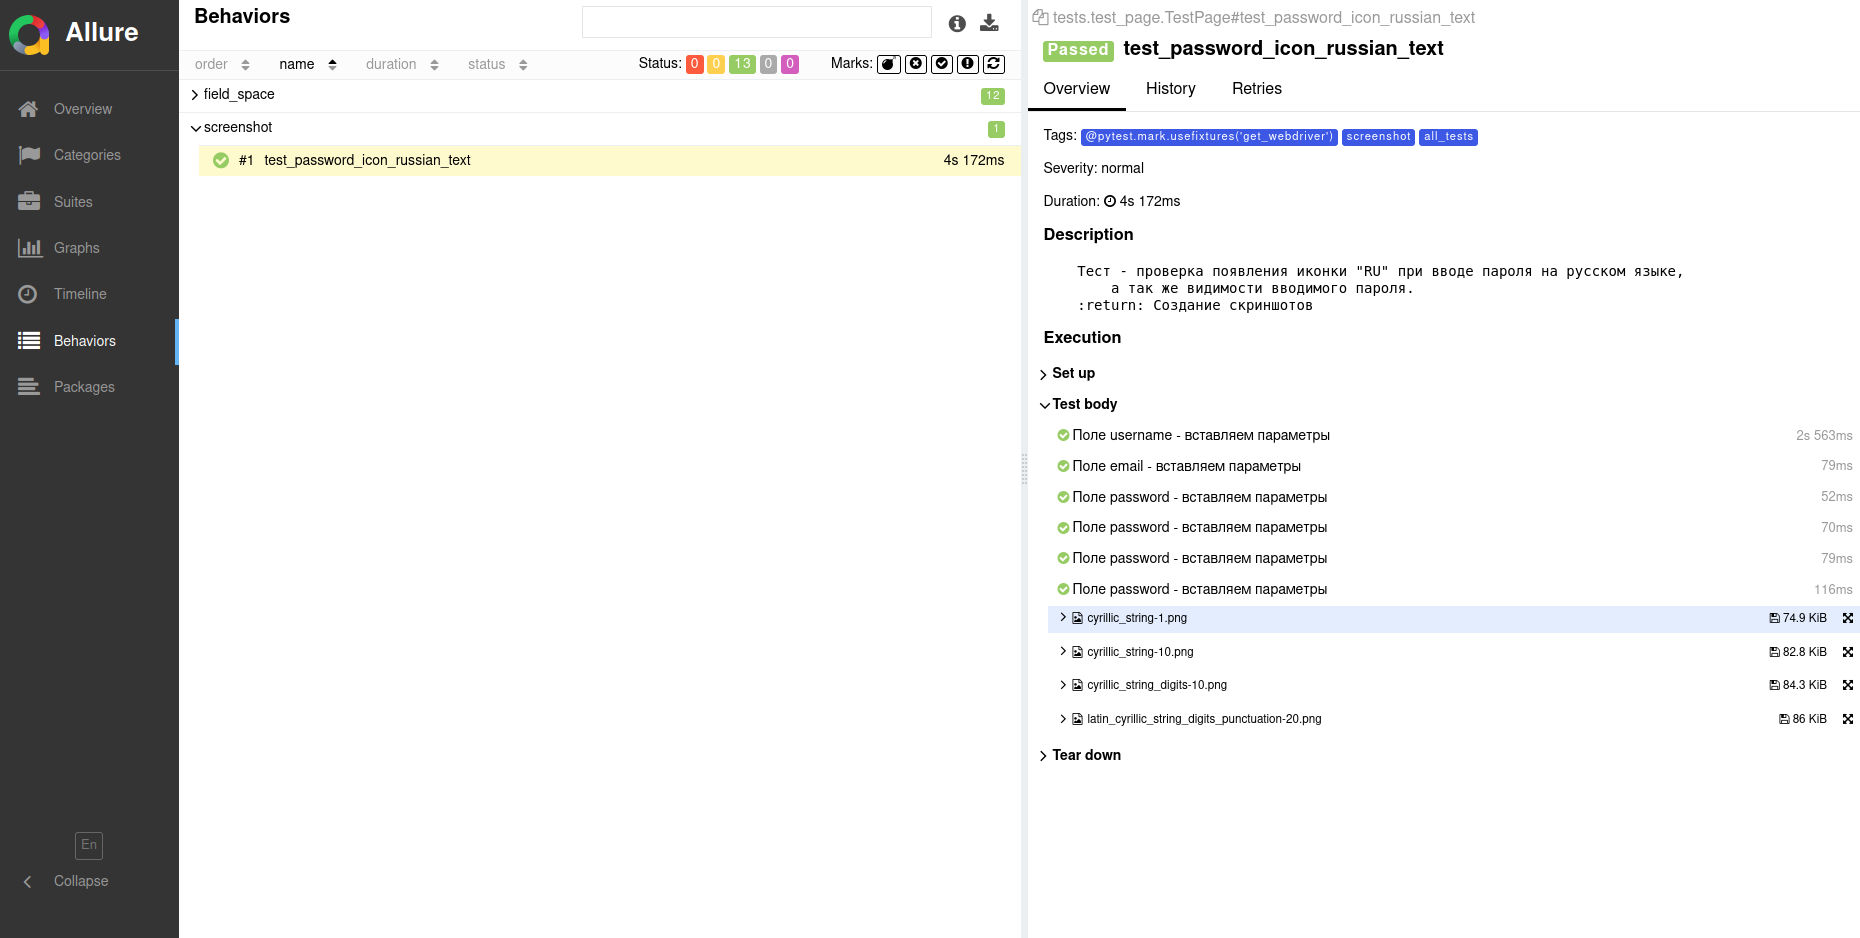 Allure
Overview
Categories
Suites
Graphs
Timeline
Behaviors
Packages
En
Collapse
Behaviors
order name duration status Status: 0 0 13 0 0 Marks:
field_space 12
screenshot 1
#1 test_password_icon_russian_text 4s 172ms
tests.test_page.TestPage#test_password_icon_russian_text
Passed test_password_icon_russian_text
Overview History Retries
Tags: @pytest.mark.usefixtures('get_webdriver') screenshot all_tests
Severity: normal
Duration: 4s 172ms
Description
Тест - проверка появления иконки "RU" при вводе пароля на русском языке,
а так же видимости вводимого пароля.
:return: Создание скриншотов
Execution
Set up
Test body
Поле username - вставляем параметры 2s 563ms
Поле email - вставляем параметры 79ms
Поле password - вставляем параметры 52ms
Поле password - вставляем параметры 70ms
Поле password - вставляем параметры 79ms
Поле password - вставляем параметры 116ms
cyrillic_string-1.png 74.9 KiB
cyrillic_string-10.png 82.8 KiB
cyrillic_string_digits-10.png 84.3 KiB
latin_cyrillic_string_digits_punctuation-20.png 86 KiB
Tear down